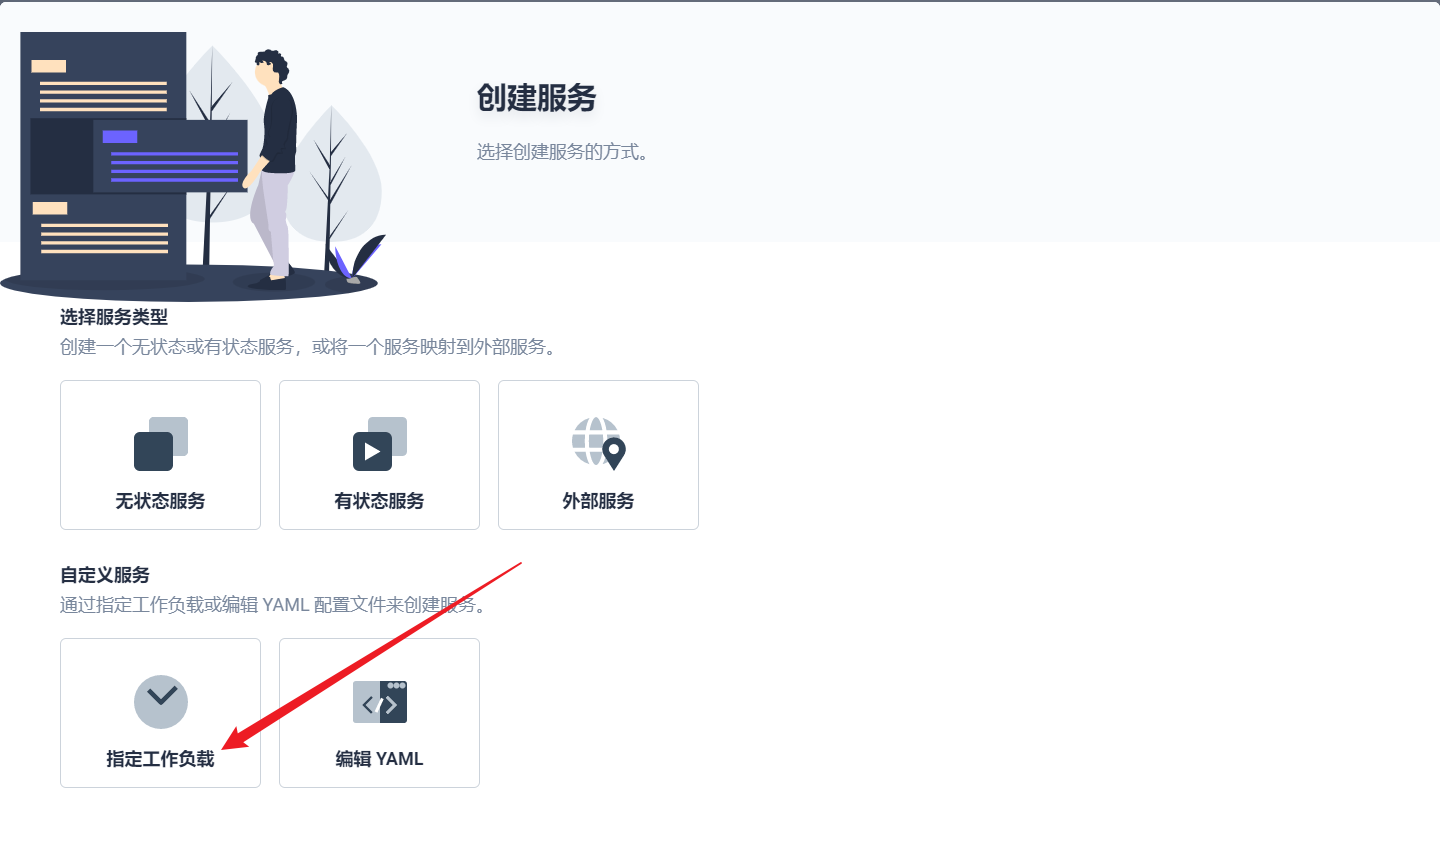 创建服务
选择创建服务的方式。
选择服务类型
创建一个无状态或有状态服务，或将一个服务映射到外部服务。
无状态服务
有状态服务
外部服务
自定义服务
通过指定工作负载或编辑 YAML 配置文件来创建服务。
指定工作负载
编辑 YAML